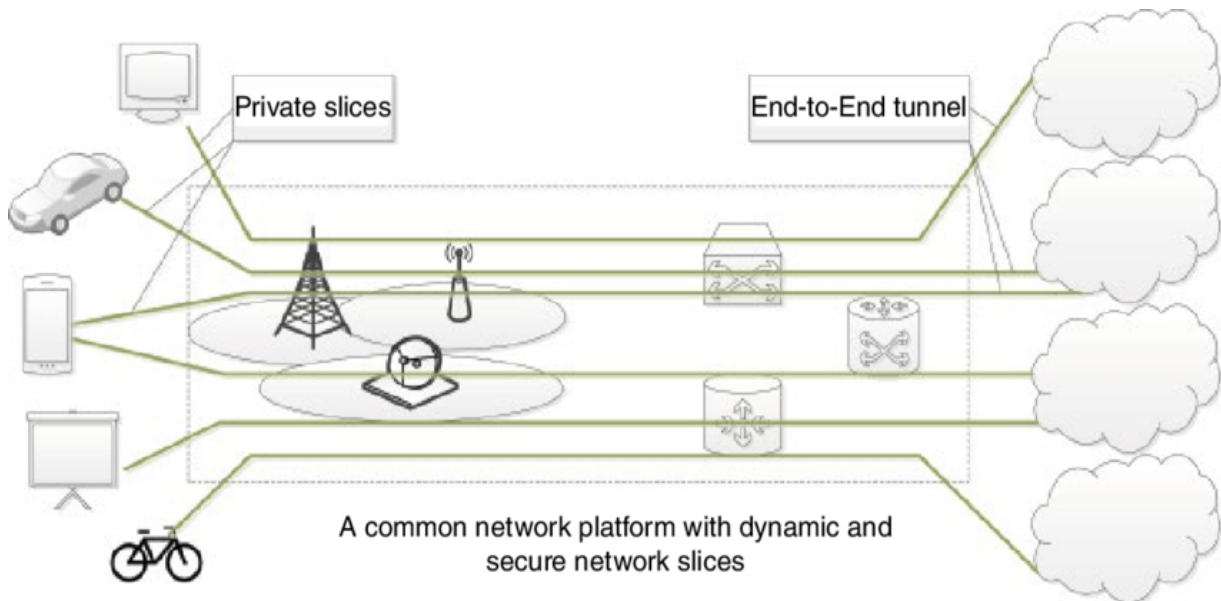 Private slices
End-to-End tunnel
A common network platform with dynamic and
secure network slices